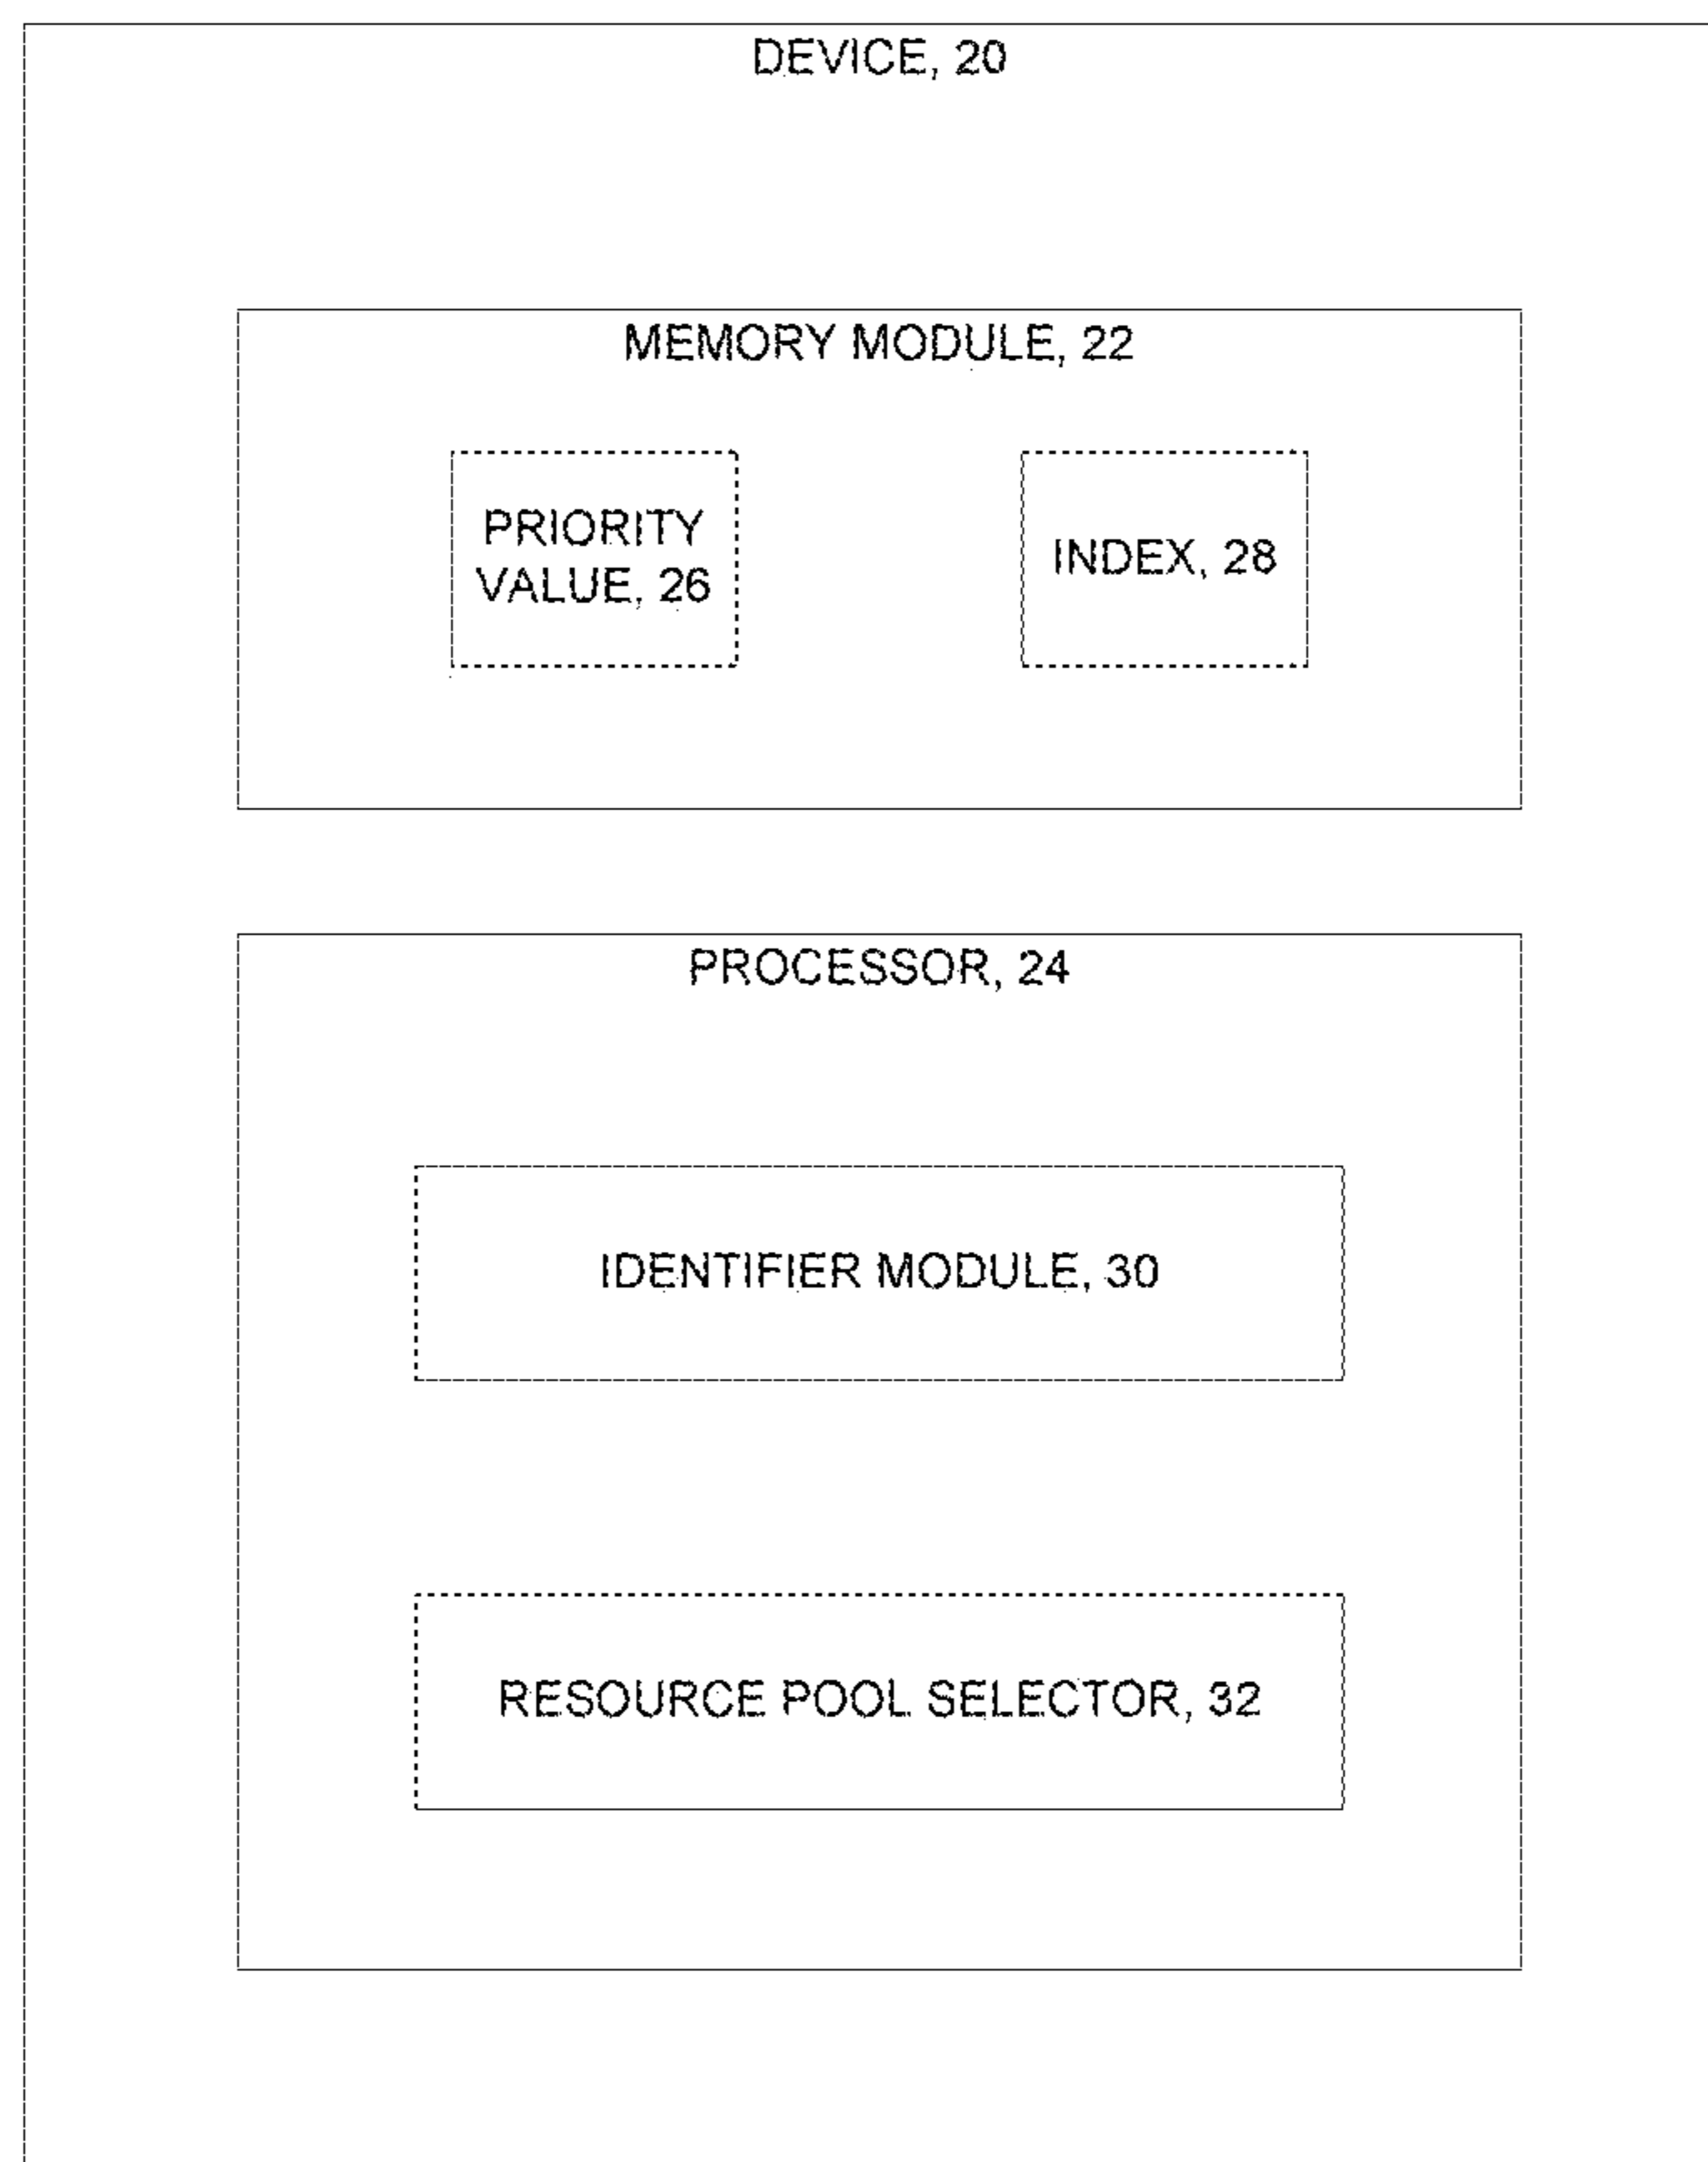 DEVICE, 20
MEMORY MODULE, 22
PRIORITY
VALUE, 26
INDEX, 28
PROCESSOR, 24
IDENTIFIER MODULE, 30
RESOURCE POOL SELECTOR, 32